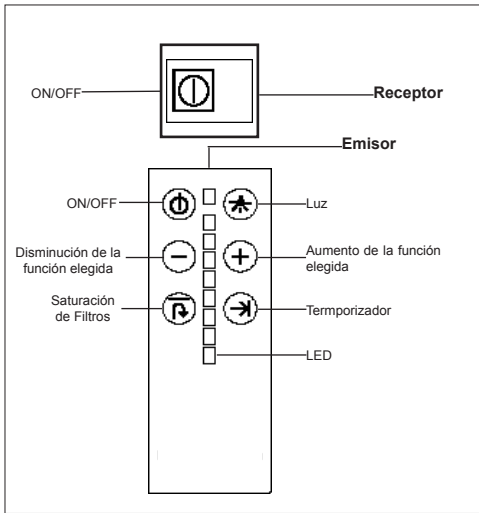 ON/OFF
Receptor
Emisor
ON/OFF
Luz
Disminución de la
función elegida
Aumento de la función
elegida
Saturación
de Filtros
Termporizador
LED